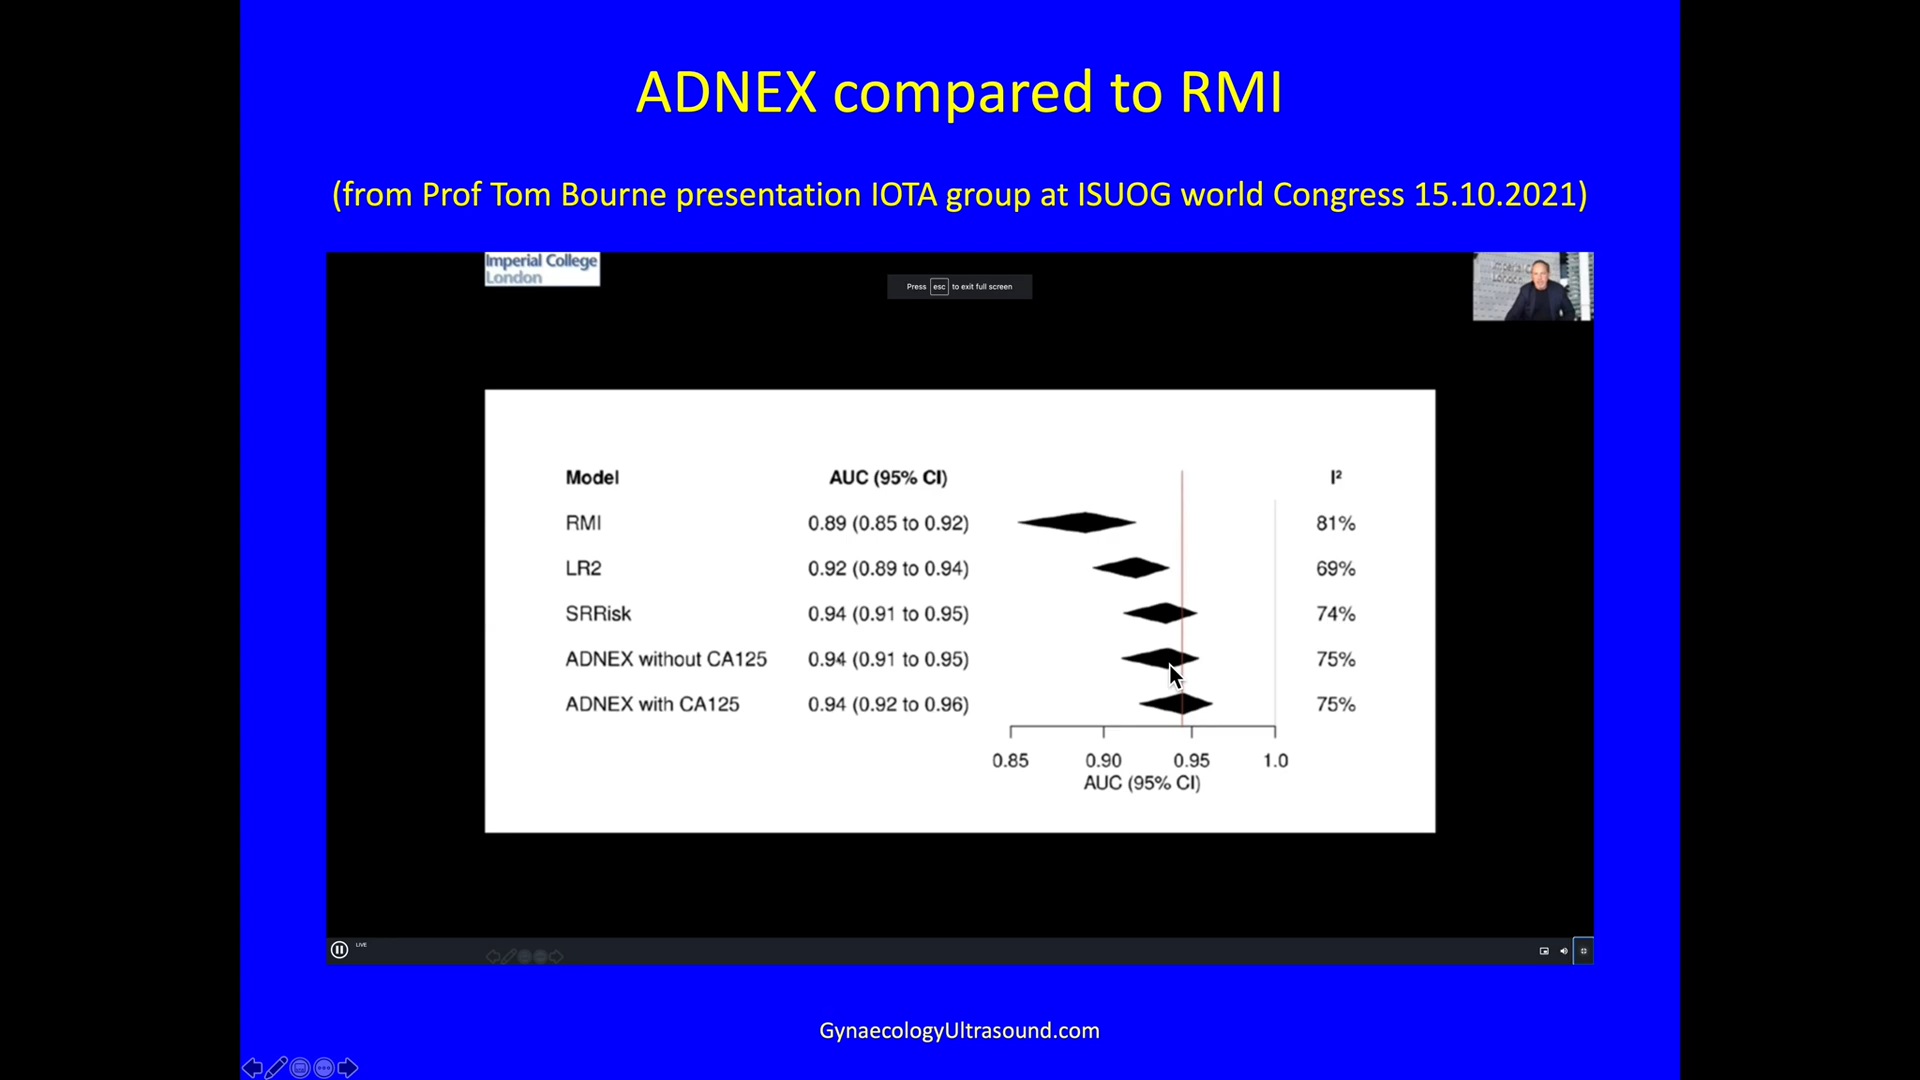 ADNEX compared to RMI
(from Prof Tom Bourne presentation IOTA group at ISUOG world Congress 15.10.2021)
Imperial College
London
Press esc to exit full screen
Model AUC (95% CI) I²
RMI 0.89 (0.85 to 0.92) 81%
LR2 0.92 (0.89 to 0.94) 69%
SRRisk 0.94 (0.91 to 0.95) 74%
ADNEX without CA125 0.94 (0.91 to 0.95) 75%
ADNEX with CA125 0.94 (0.92 to 0.96) 75%
0.85 0.90 0.95 1.0
AUC (95% CI)
LIVE
GynaecologyUltrasound.com